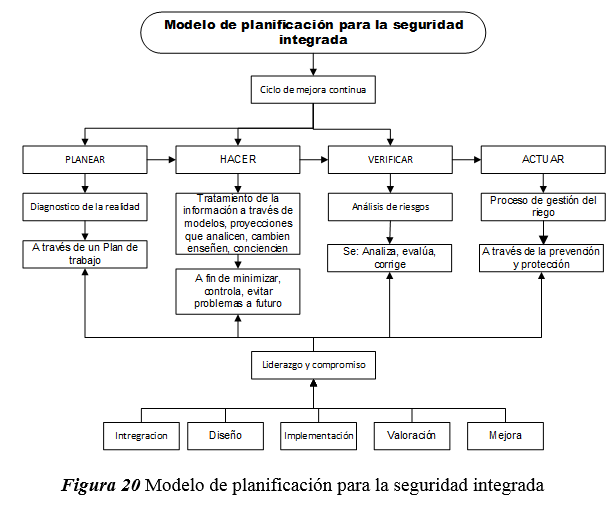 Modelo de planificación para la seguridad
integrada
Ciclo de mejora continua
PLANEAR
HACER
VERIFICAR
ACTUAR
Diagnostico de la realidad
Tratamiento de la
información a través de
modelos, proyecciones
que analicen, cambien
enseñen, conciencien
Análisis de riesgos
Proceso de gestión del
riego
A través de un Plan de
trabajo
A fin de minimizar,
controla, evitar
problemas a futuro
Se: Analiza, evalúa,
corrige
A través de la prevención
y protección
Liderazgo y compromiso
Intregracion
Diseño
Implementación
Valoración
Mejora
Figura 20 Modelo de planificación para la seguridad integrada